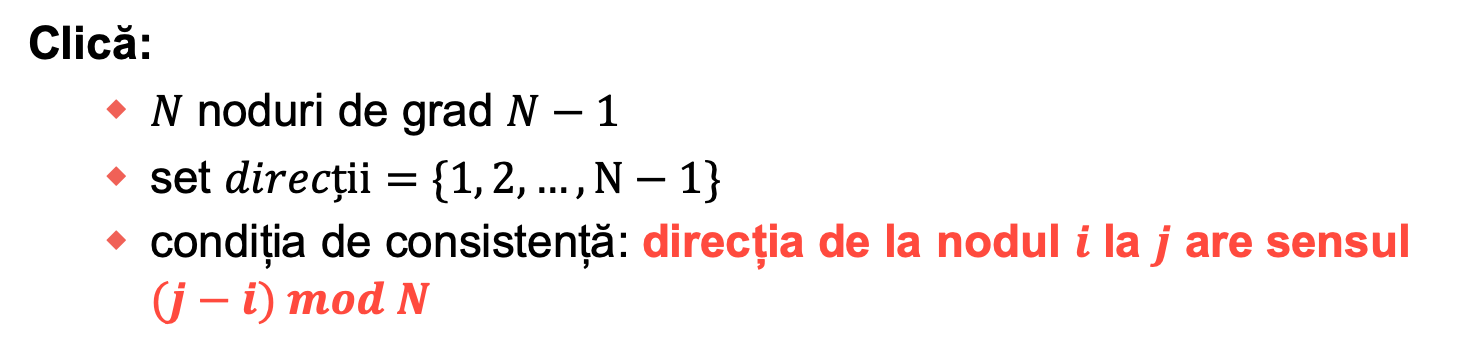 Clică:
◆ N noduri de grad N − 1
◆ set direcții = {1, 2, … , N − 1}
◆ condiția de consistență: direcția de la nodul i la j are sensul
(j − i) mod N